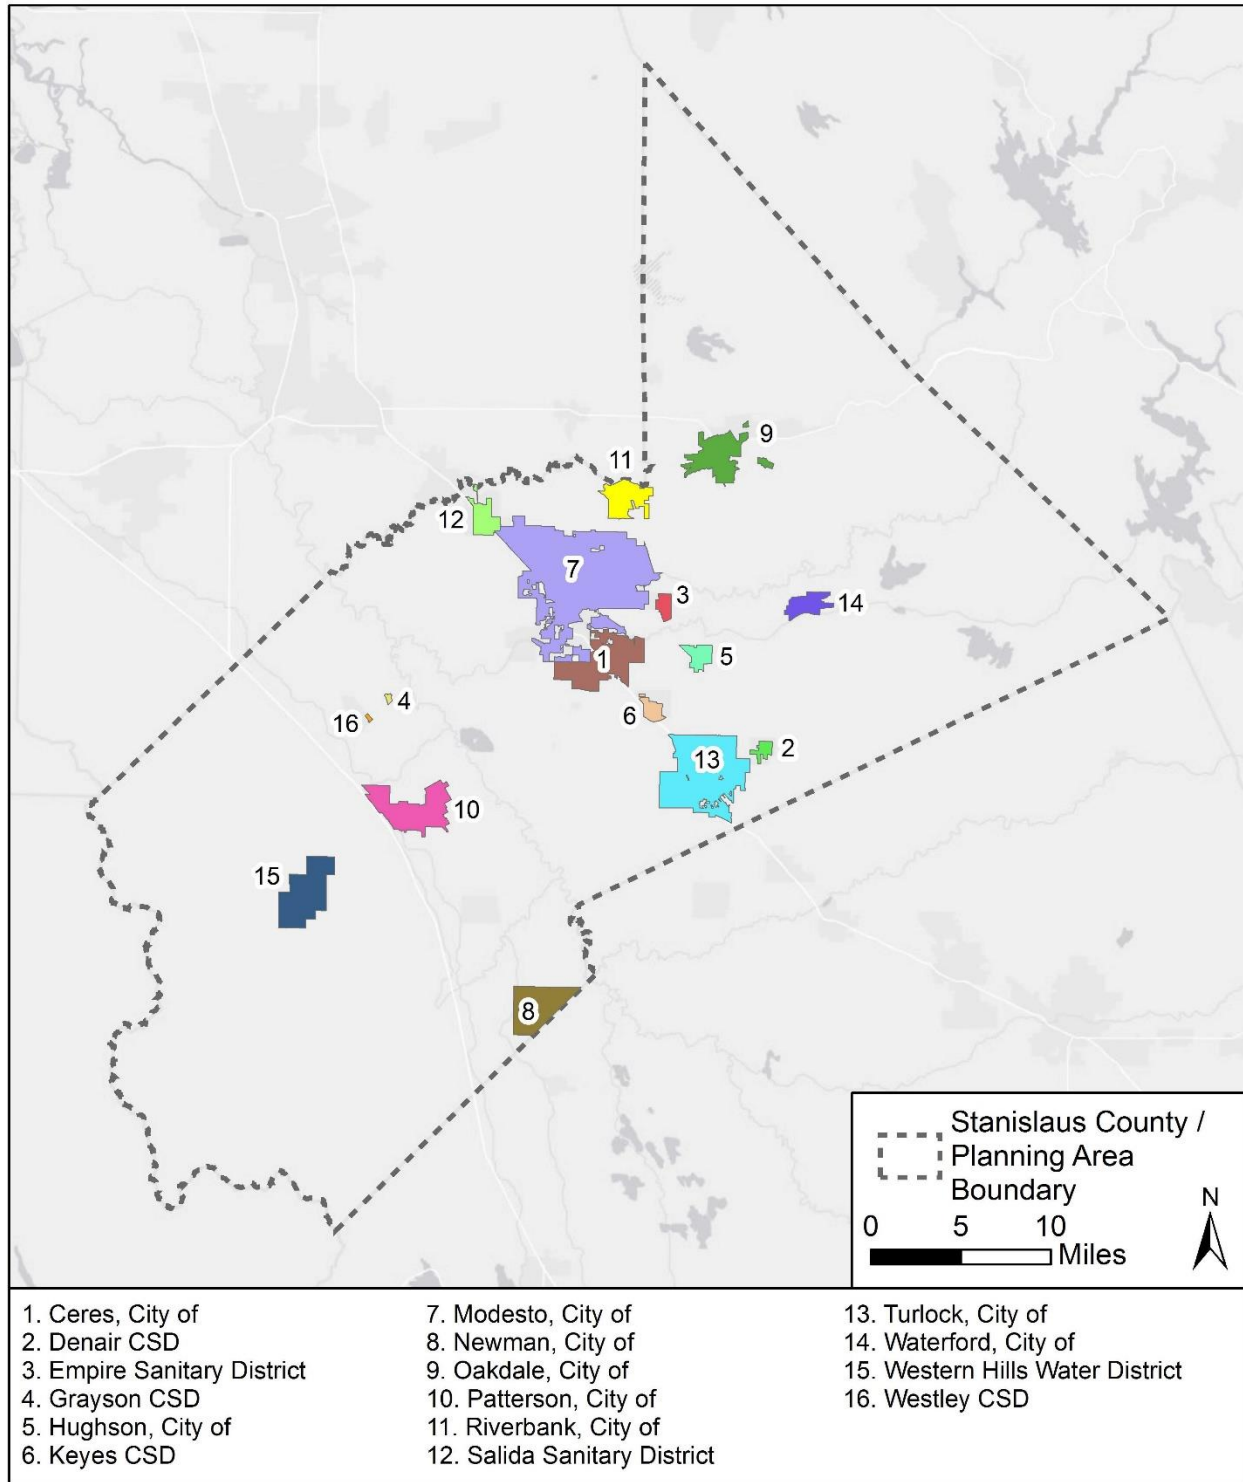 9
11
12
7
3
14
1
5
4
6
16
2
13
10
15
8
Stanislaus County /
Planning Area
Boundary
N
0 5 10
Miles
1. Ceres, City of
2. Denair CSD
3. Empire Sanitary District
4. Grayson CSD
5. Hughson, City of
6. Keyes CSD
7. Modesto, City of
8. Newman, City of
9. Oakdale, City of
10. Patterson, City of
11. Riverbank, City of
12. Salida Sanitary District
13. Turlock, City of
14. Waterford, City of
15. Western Hills Water District
16. Westley CSD